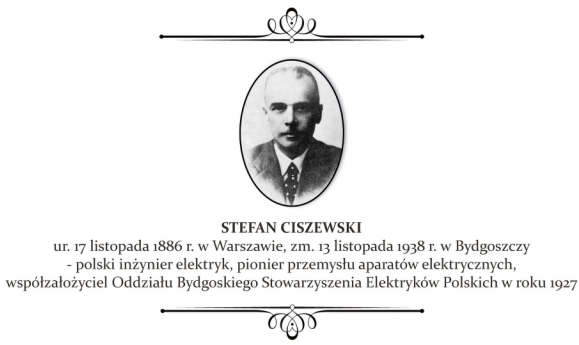 STEFAN CISZEWSKI
ur. 17 listopada 1886 r. w Warszawie, zm. 13 listopada 1938 r. w Bydgoszczy
- polski inżynier elektryk, pionier przemysłu aparatów elektrycznych,
współzałożyciel Oddziału Bydgoskiego Stowarzyszenia Elektryków Polskich w roku 1927